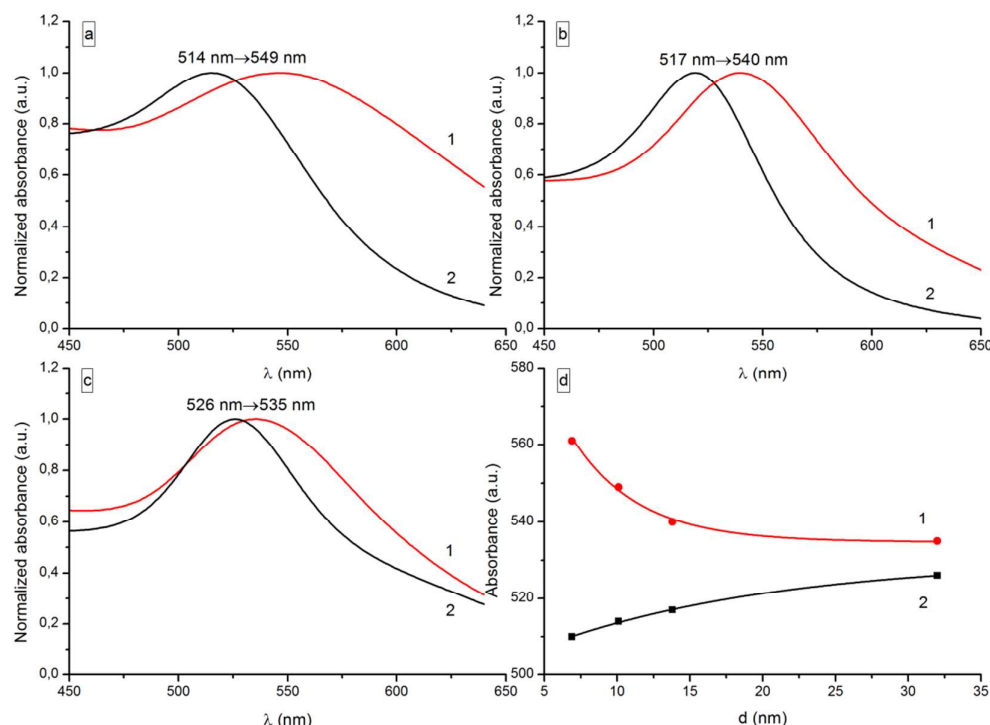 a
514 nm→549 nm
1
2
Normalized absorbance (a.u.)
1,2
1,0
0,8
0,6
0,4
0,2
0,0
450 500 550 600 650
λ (nm)
b
517 nm→540 nm
1
2
Normalized absorbance (a.u.)
1,2
1,0
0,8
0,6
0,4
0,2
0,0
450 500 550 600 650
λ (nm)
c
526 nm→535 nm
1
2
Normalized absorbance (a.u.)
1,2
1,0
0,8
0,6
0,4
0,2
0,0
450 500 550 600 650
λ (nm)
d
1
2
Absorbance (a.u.)
580
560
540
520
500
5 10 15 20 25 30 35
d (nm)